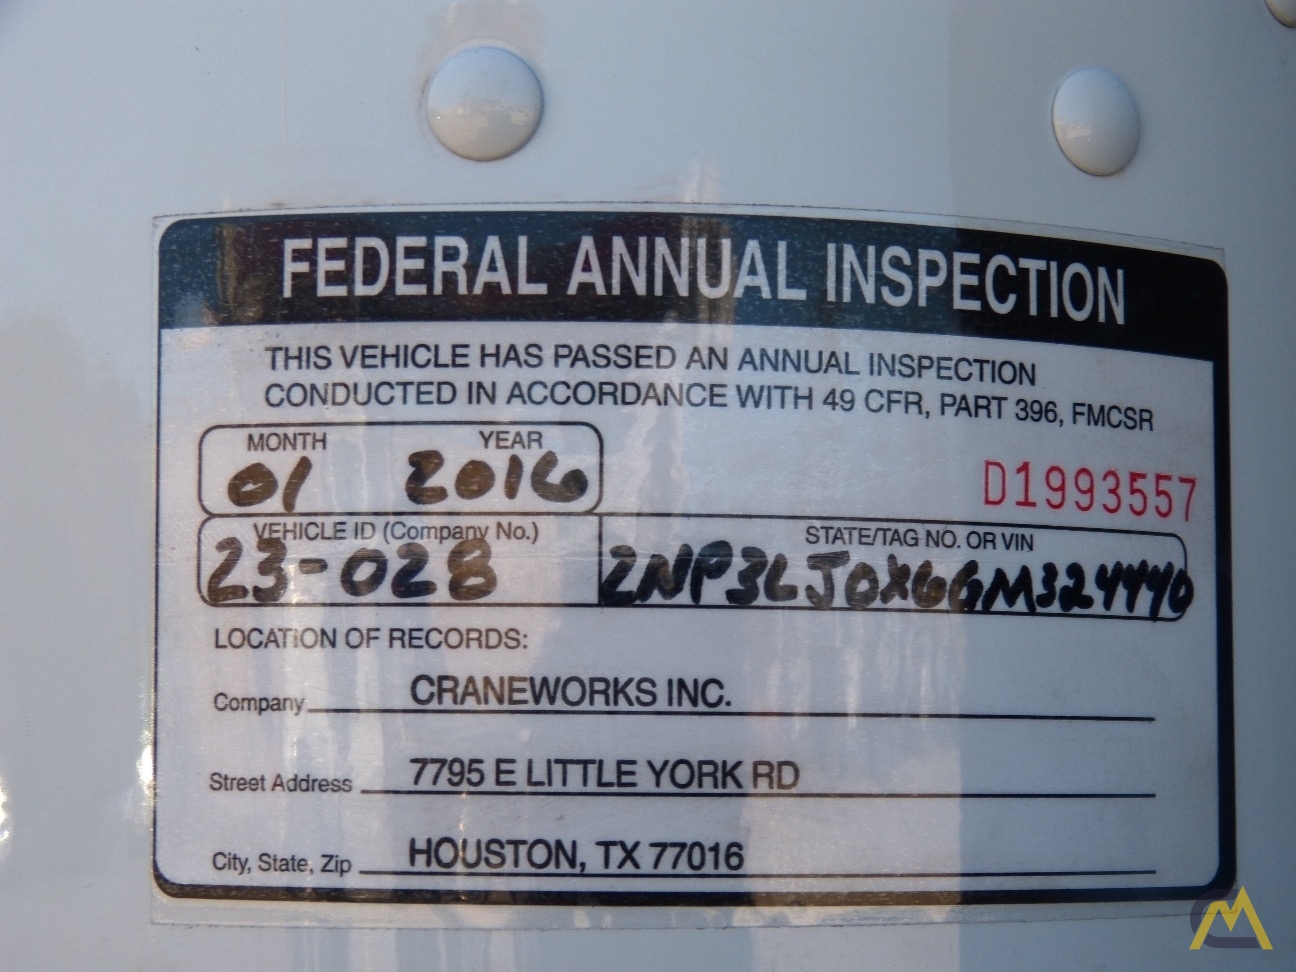 FEDERAL ANNUAL INSPECTION
THIS VEHICLE HAS PASSED AN ANNUAL INSPECTION
CONDUCTED IN ACCORDANCE WITH 49 CFR, PART 396, FMCSR
MONTH YEAR
01 2016
D1993557
VEHICLE ID (Company No.) STATE/TAG NO. OR VIN
23-028 2NP3LJ0X6GM324440
LOCATION OF RECORDS:
Company CRANEWORKS INC.
Street Address 7795 E LITTLE YORK RD
City, State, Zip HOUSTON, TX 77016